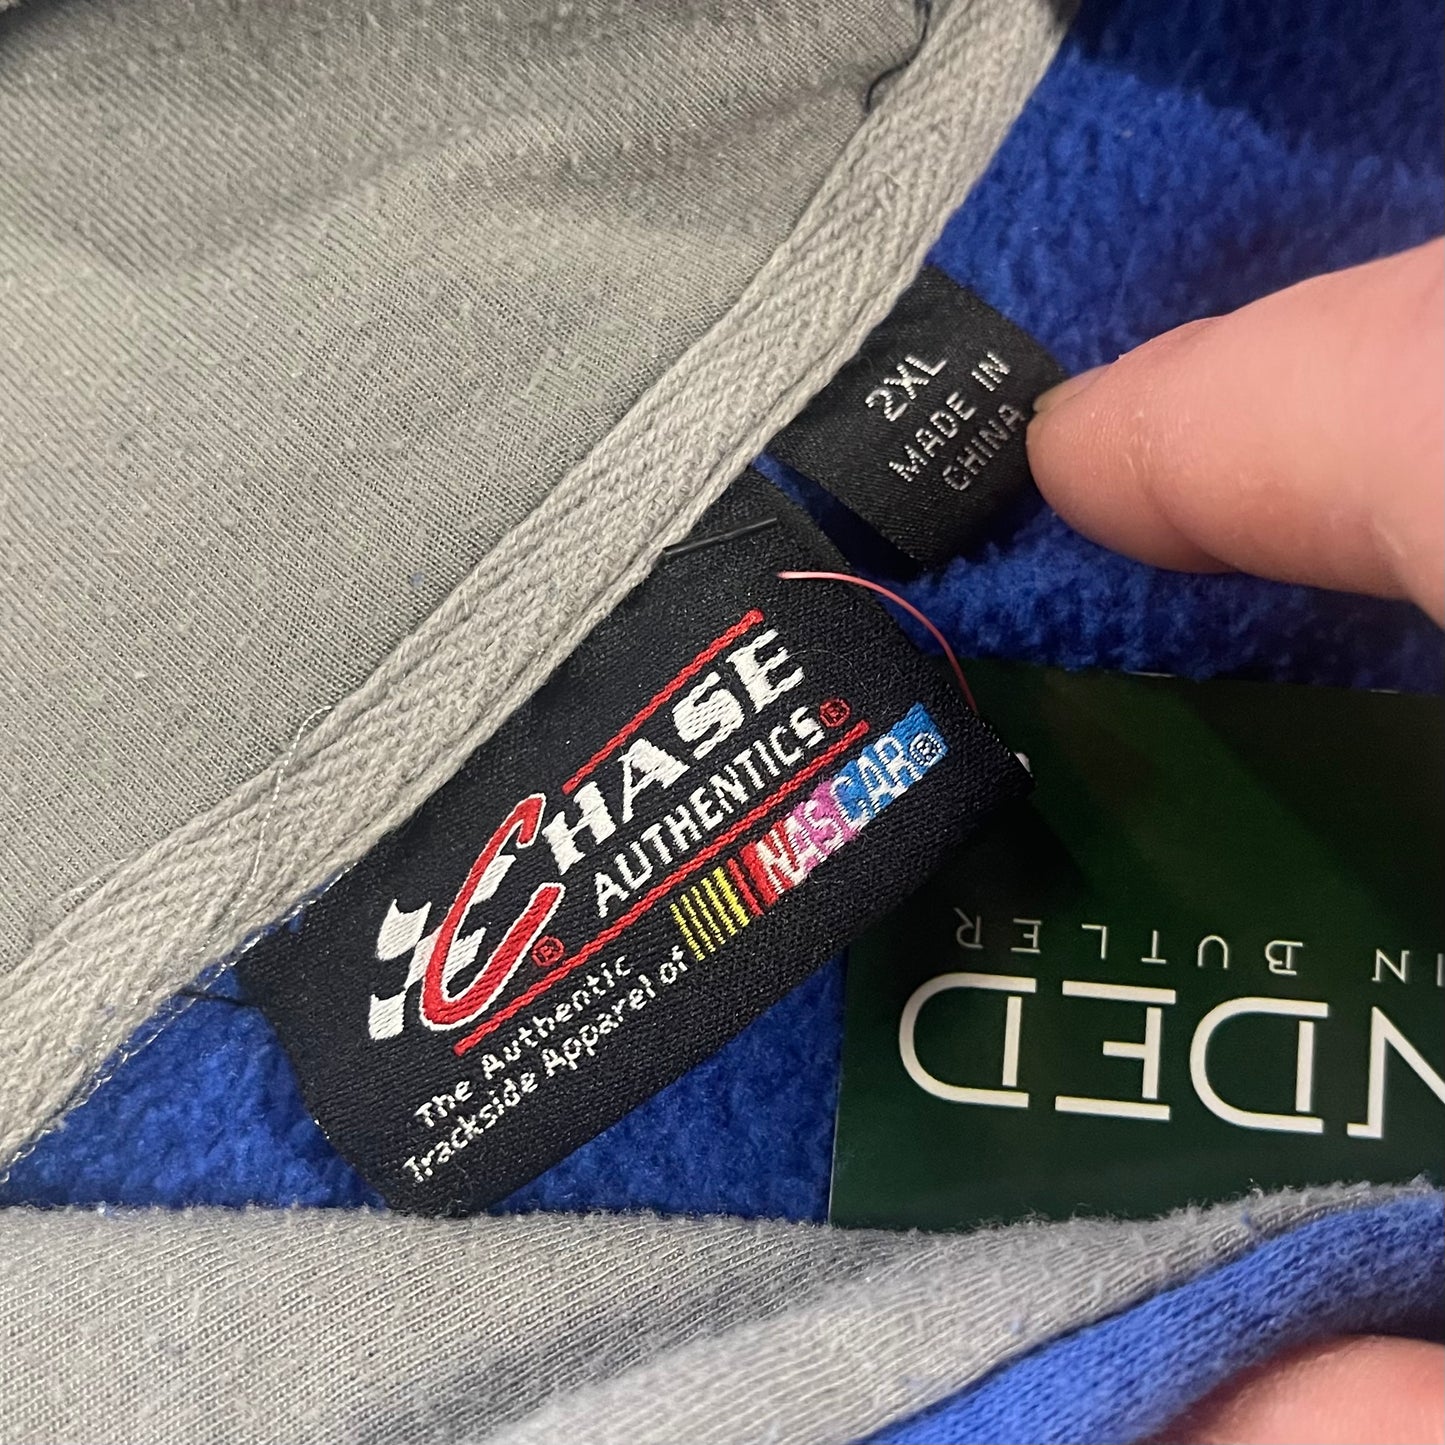 2XL
MADE IN
CHINA
CHASE
AUTHENTICS®
®
NASCAR®
The Authentic
Trackside Apparel of
IN BUTLER
NDED